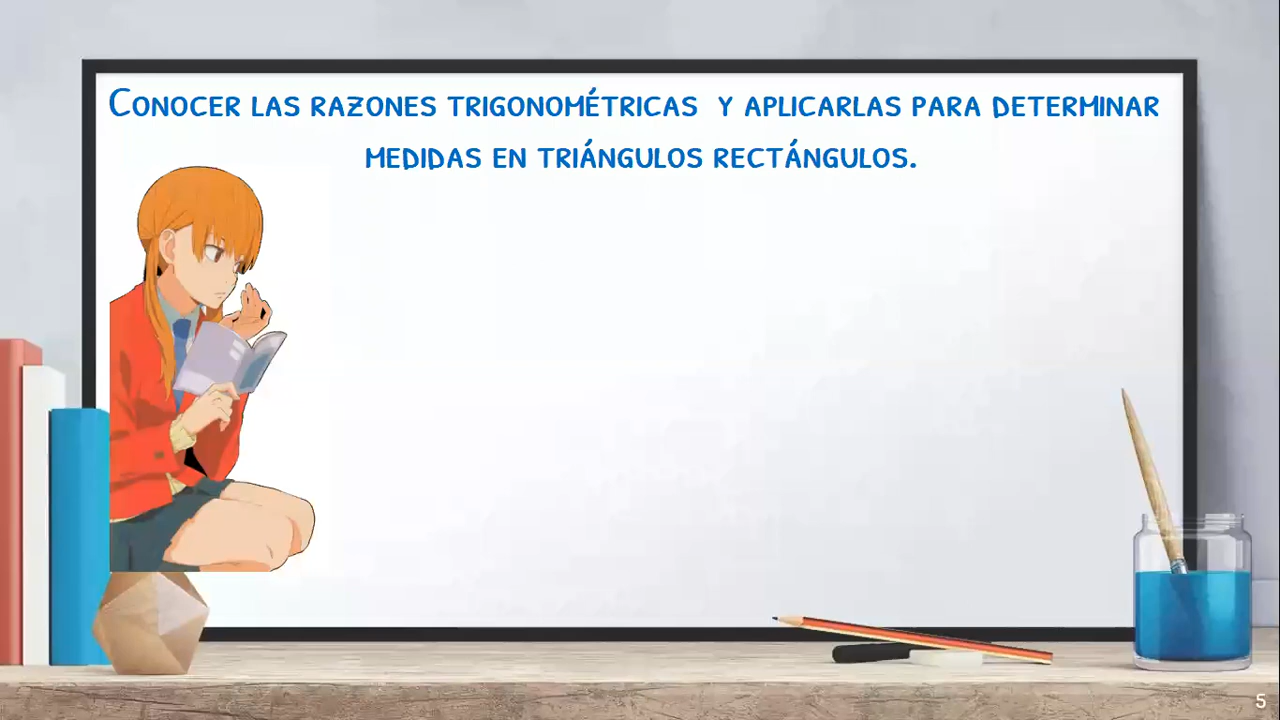 Conocer las razones trigonométricas y aplicarlas para determinar
medidas en triángulos rectángulos.
5